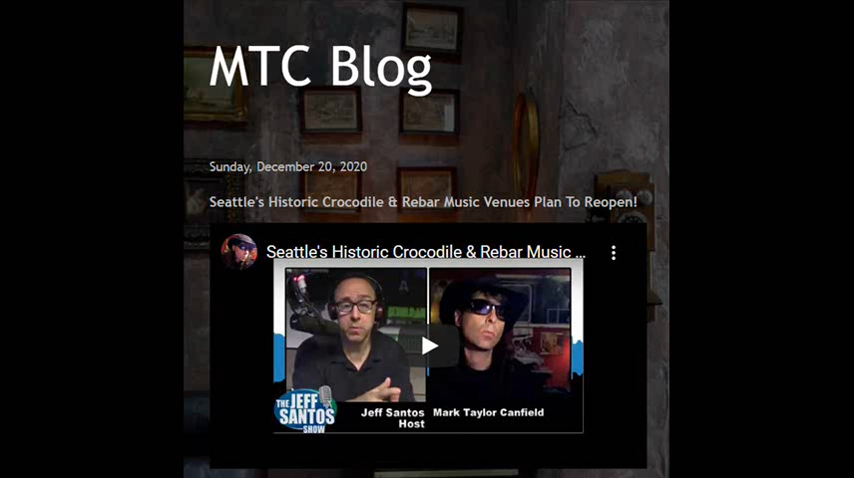 MTC Blog
Sunday, December 20, 2020
Seattle's Historic Crocodile & Rebar Music Venues Plan To Reopen!
Seattle's Historic Crocodile & Rebar Music ...
THE
JEFF
SANTOS
SHOW
Jeff Santos
Host
Mark Taylor Canfield